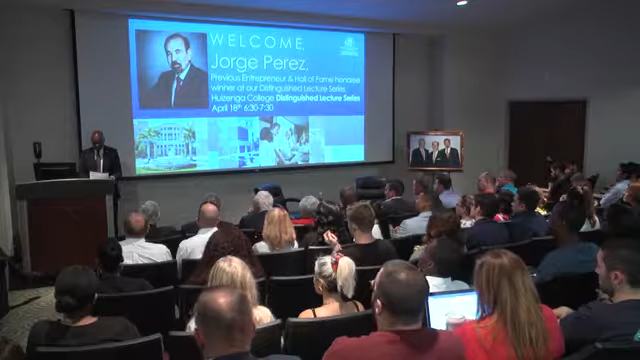 WELCOME,
Jorge Perez,
Previous Entrepreneur & Hall of Fame honoree
winner at our Distinguished Lecture Series
Huizenga College Distinguished Lecture Series
April 18th 6:30-7:30